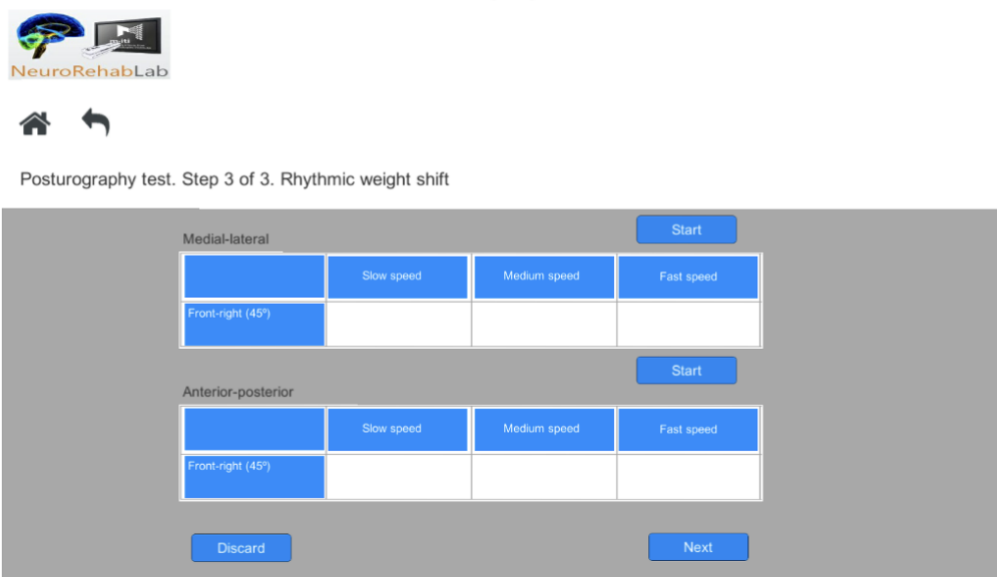 NeuroRehabLab
Posturography test. Step 3 of 3. Rhythmic weight shift
Start
Medial-lateral
Slow speed Medium speed Fast speed
Front-right (45º)
Start
Anterior-posterior
Slow speed Medium speed Fast speed
Front-right (45º)
Discard Next